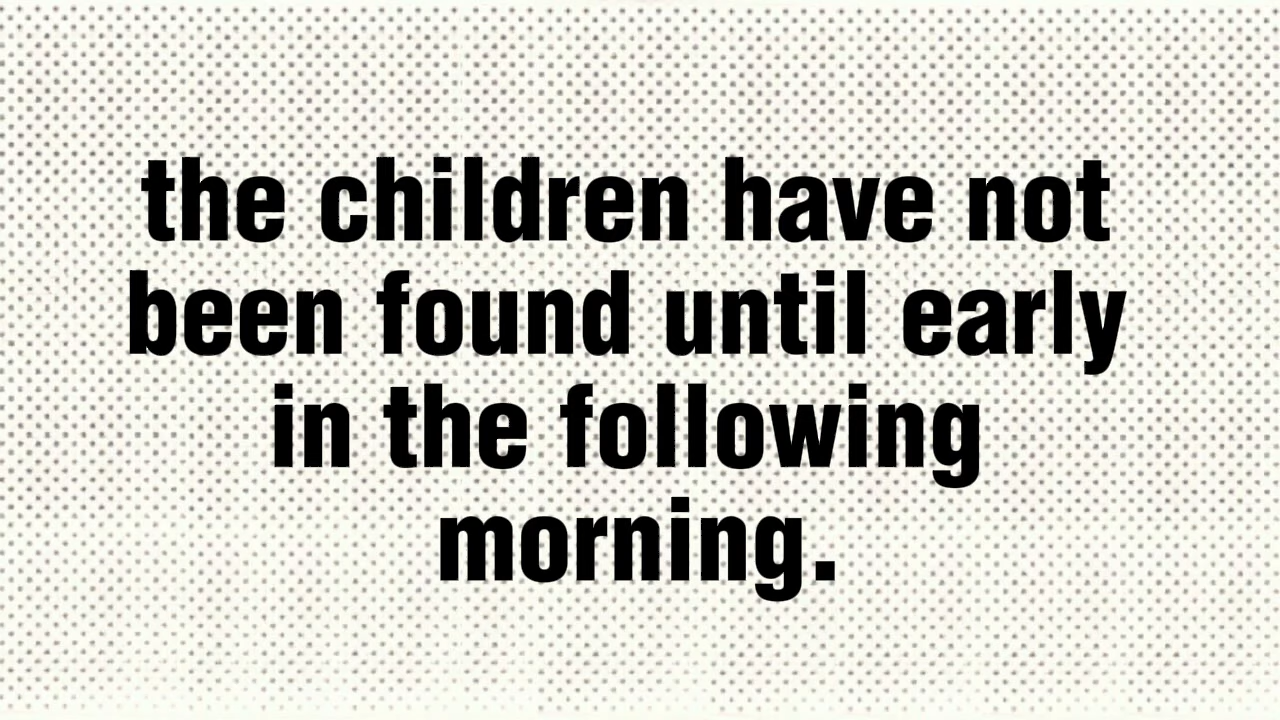 the children have not
been found until early
in the following
morning.